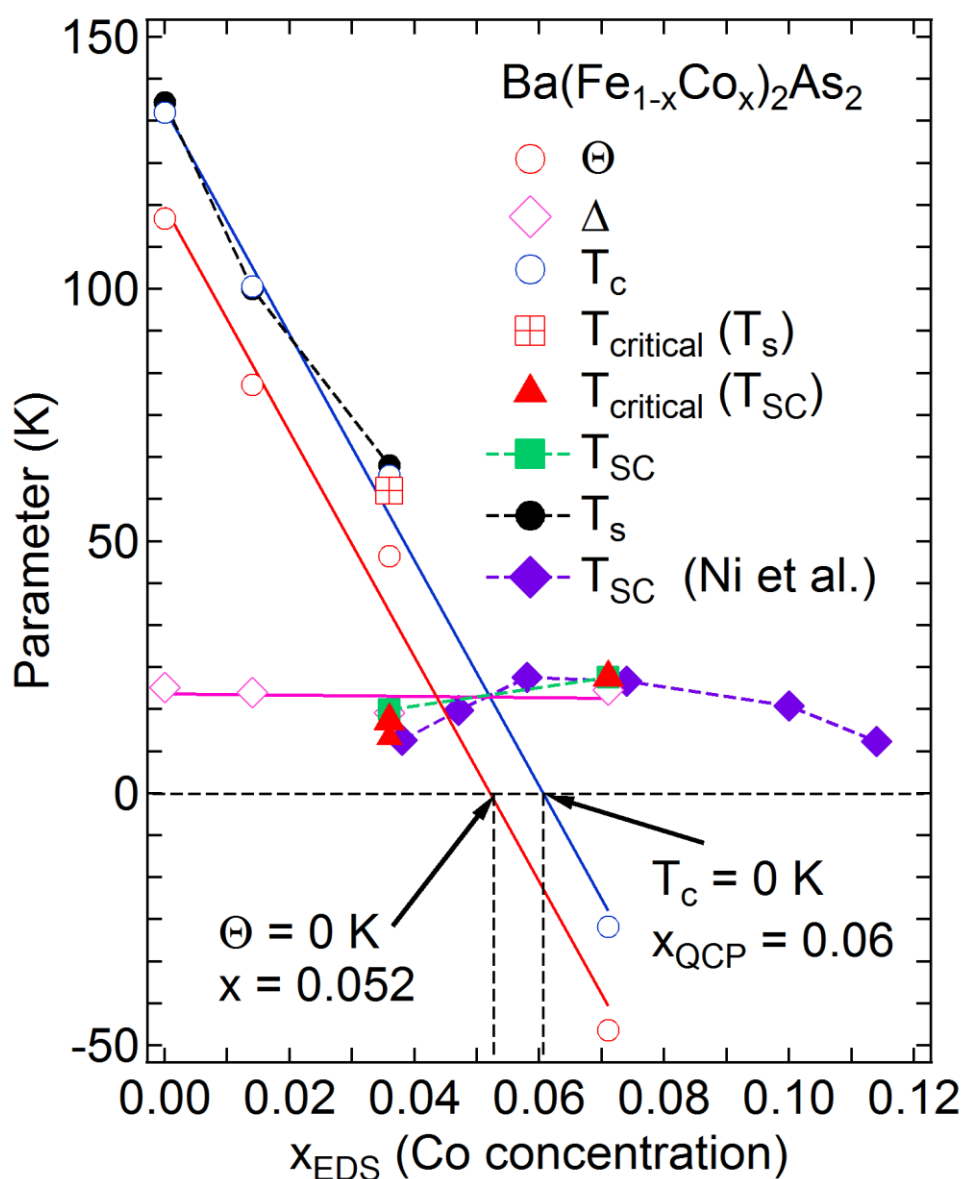 150
100
50
0
-50
Parameter (K)
Ba(Fe1-xCox)2As2
Θ
Δ
Tc
Tcritical (Ts)
Tcritical (TSC)
TSC
Ts
TSC (Ni et al.)
Θ = 0 K
x = 0.052
Tc = 0 K
xQCP = 0.06
0.00 0.02 0.04 0.06 0.08 0.10 0.12
xEDS (Co concentration)